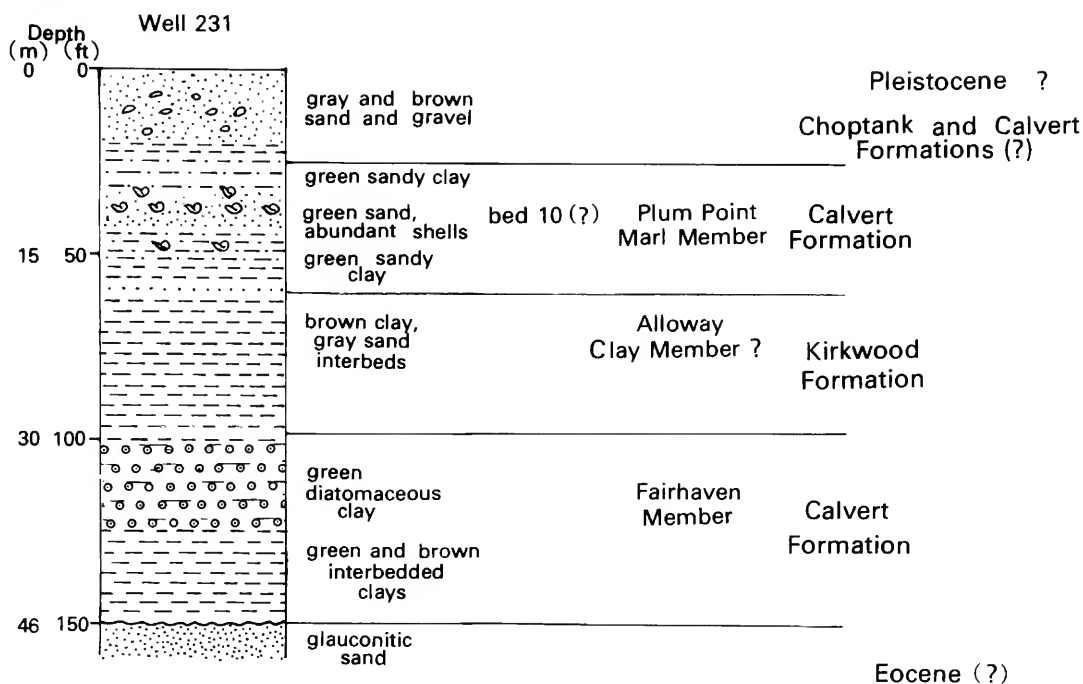 Well 231
Depth
(m) (ft)
0 0
Pleistocene ?
gray and brown
sand and gravel
Choptank and Calvert
Formations (?)
green sandy clay
green sand,
abundant shells
bed 10 (?)
Plum Point
Marl Member
Calvert
Formation
15 50
green sandy
clay
brown clay,
gray sand
interbeds
Alloway
Clay Member ?
Kirkwood
Formation
30 100
green
diatomaceous
clay
Fairhaven
Member
Calvert
Formation
green and brown
interbedded
clays
46 150
glauconitic
sand
Eocene (?)